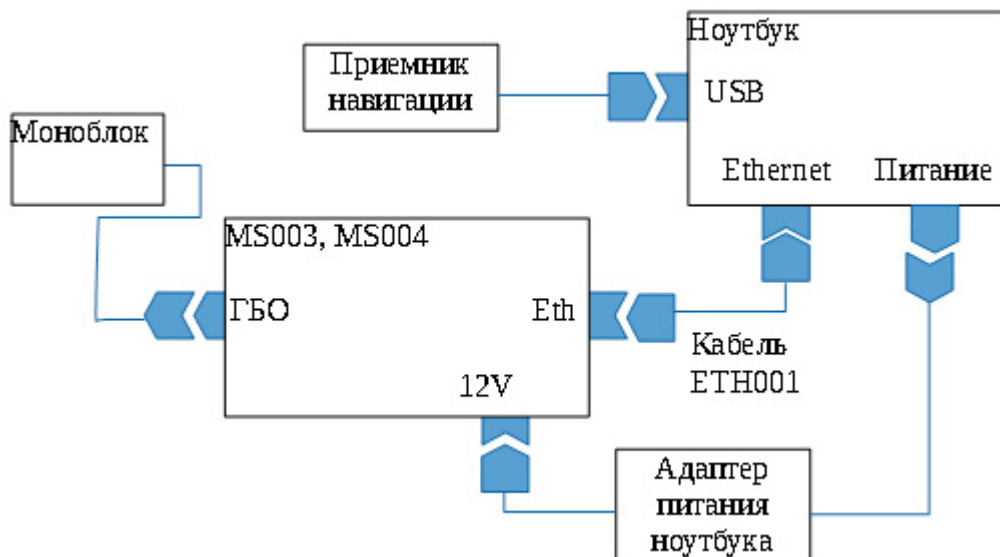 Ноутбук
Приемник
навигации
USB
Моноблок
Ethernet
Питание
MS003, MS004
ГБО
Eth
Кабель
ETH001
12V
Адаптер
питания
ноутбука